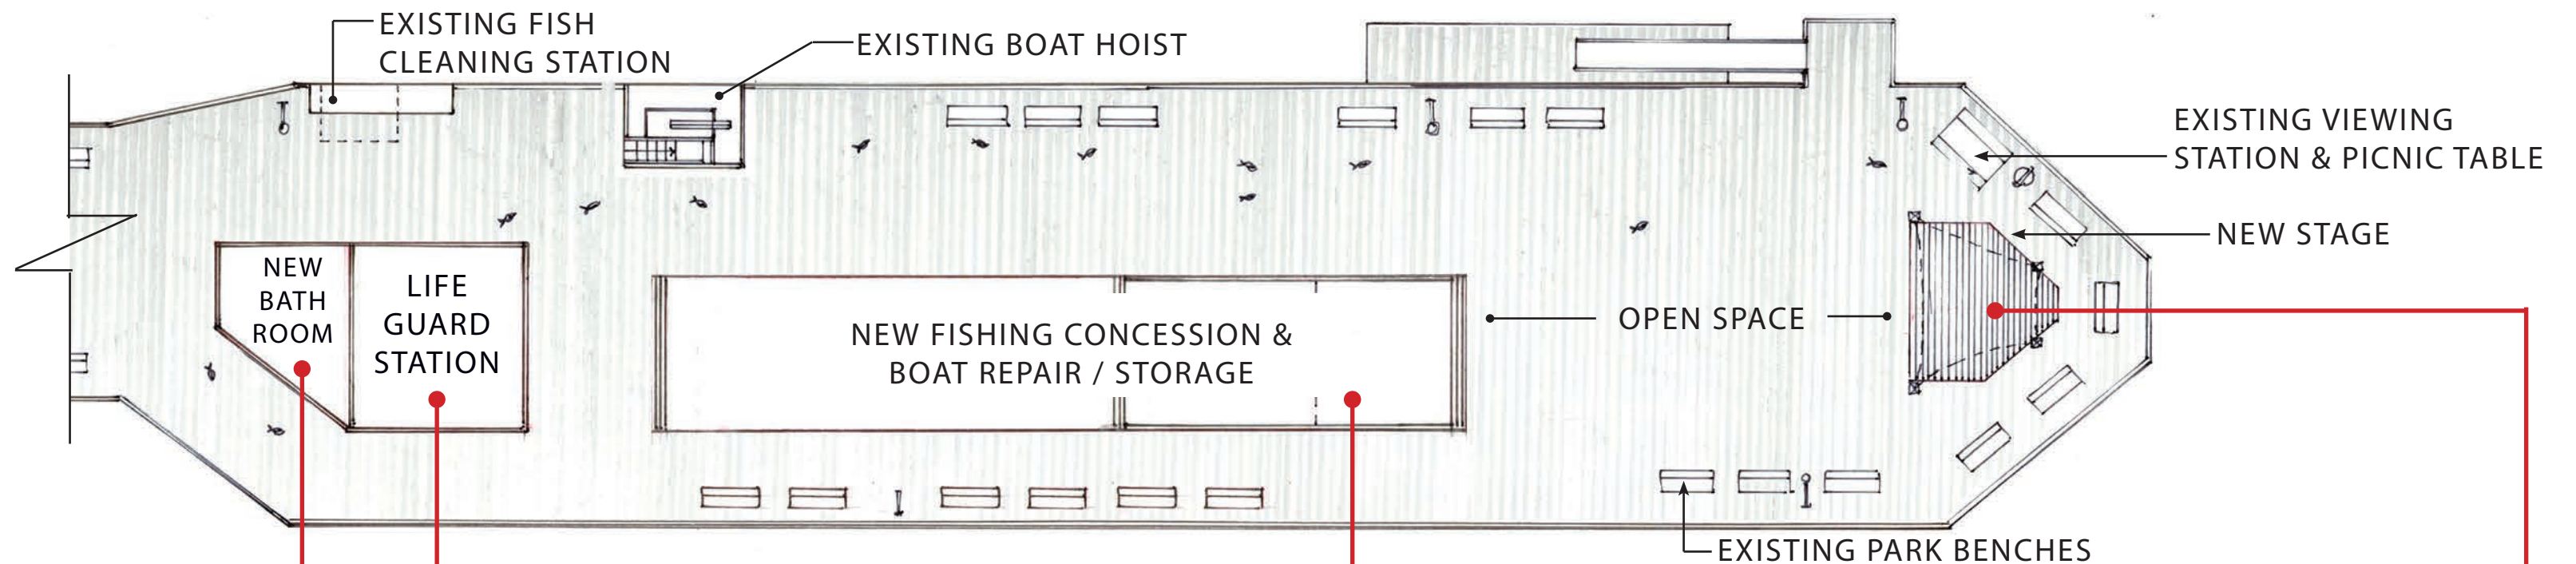 EXISTING FISH
CLEANING STATION
EXISTING BOAT HOIST
EXISTING VIEWING
STATION & PICNIC TABLE
NEW STAGE
NEW
BATH
ROOM
LIFE
GUARD
STATION
NEW FISHING CONCESSION &
BOAT REPAIR / STORAGE
OPEN SPACE
EXISTING PARK BENCHES